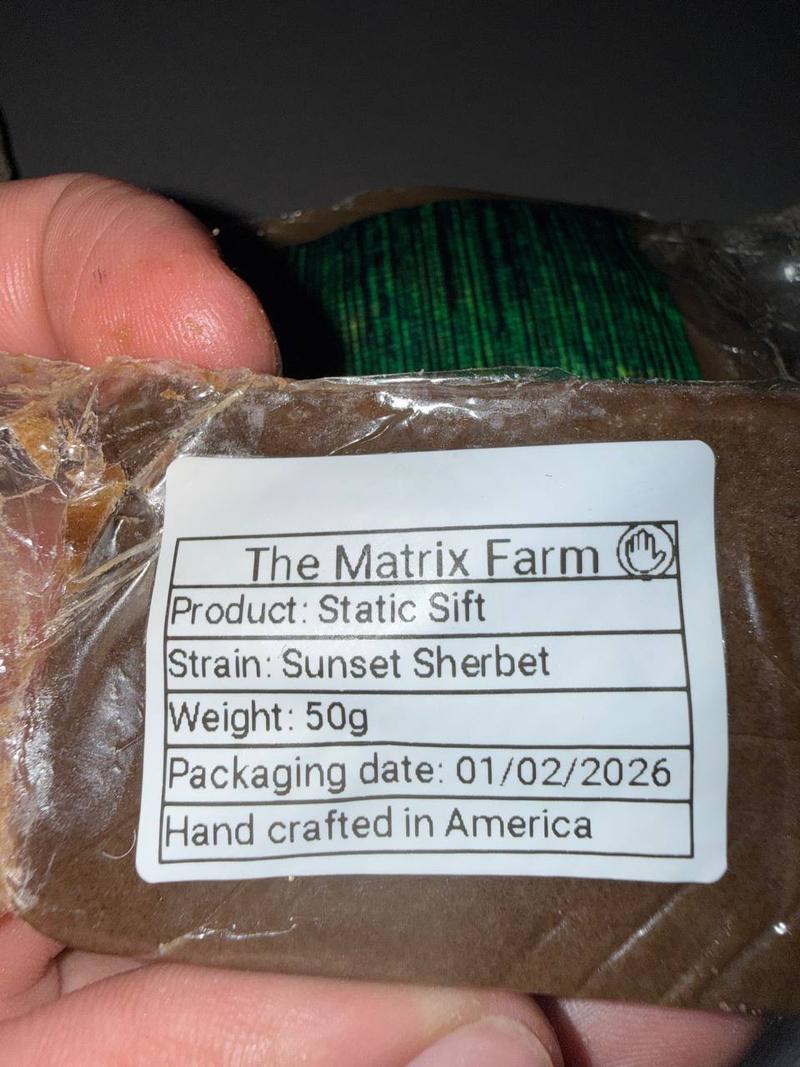 The Matrix Farm
Product: Static Sift
Strain: Sunset Sherbet
Weight: 50g
Packaging date: 01/02/2026
Hand crafted in America